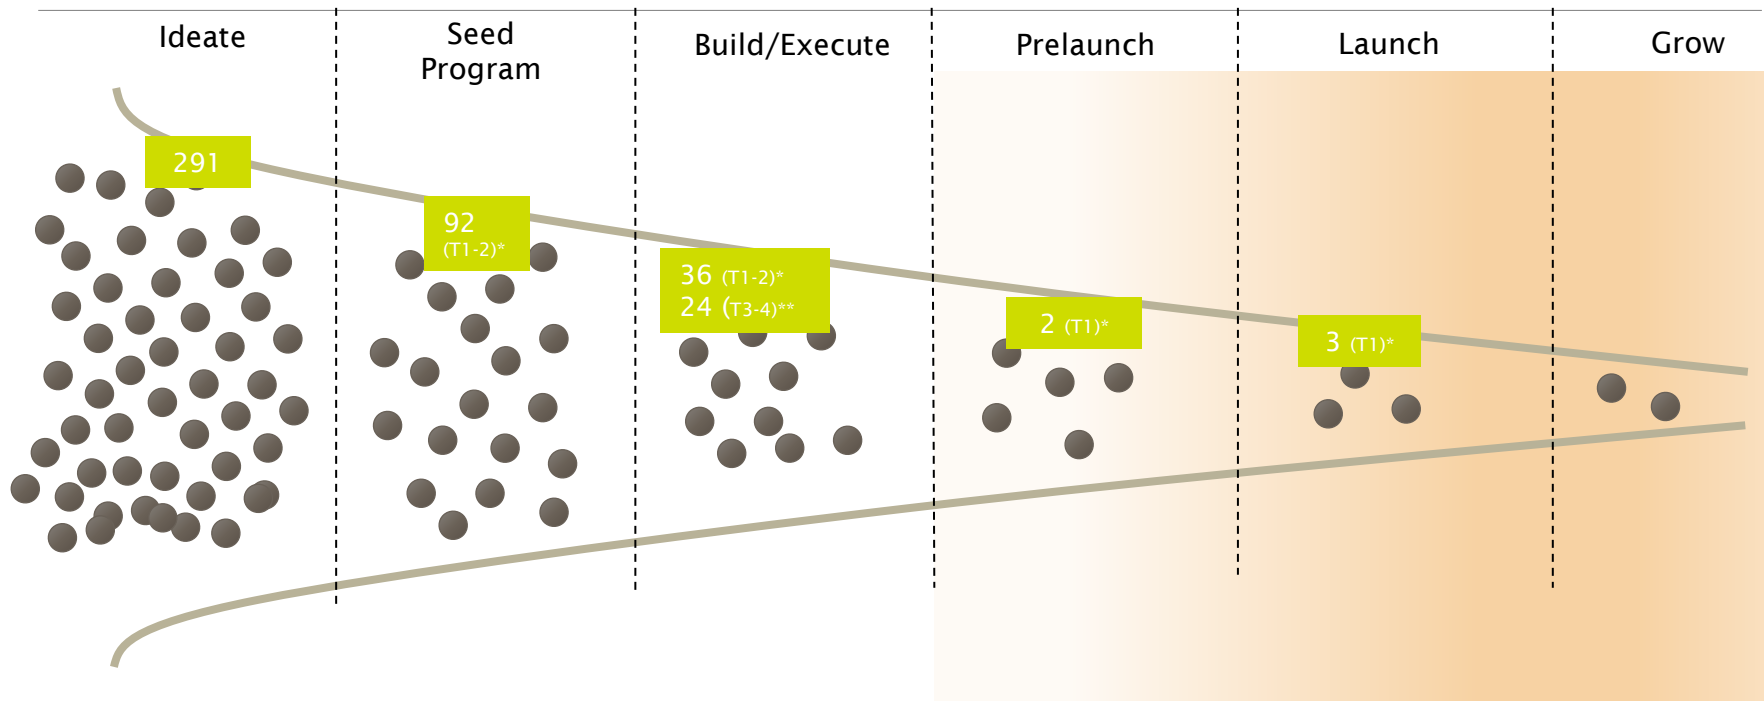 Ideate
Seed
Program
Build/Execute
Prelaunch
Launch
Grow
291
92
(T1-2)*
36 (T1-2)*
24 (T3-4)**
2 (T1)*
3 (T1)*